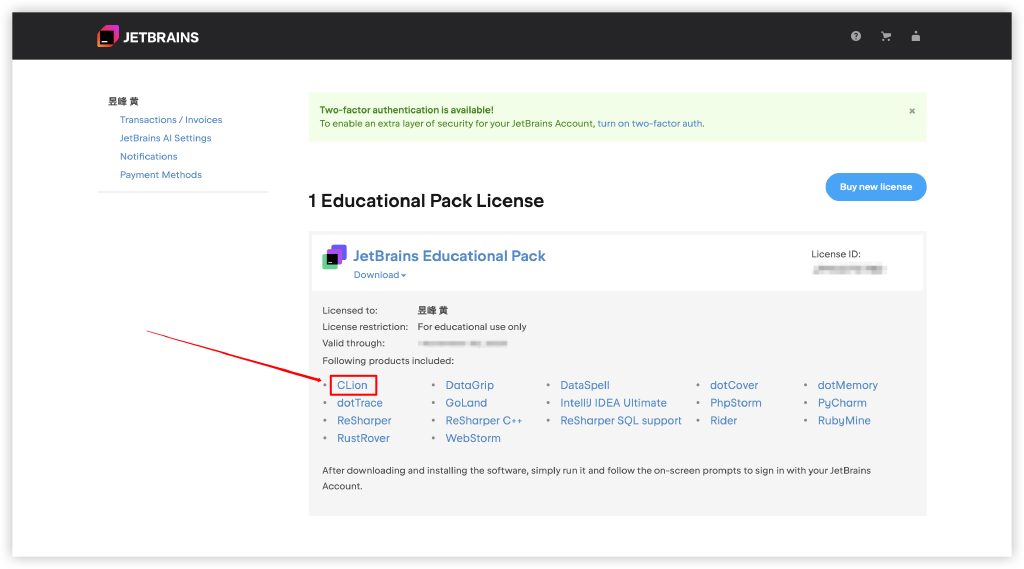 JETBRAINS
昱峰 黄
Transactions / Invoices
JetBrains AI Settings
Notifications
Payment Methods
Two-factor authentication is available!
To enable an extra layer of security for your JetBrains Account, turn on two-factor auth.
1 Educational Pack License
Buy new license
JetBrains Educational Pack
Download
License ID:
Licensed to: 昱峰 黄
License restriction: For educational use only
Valid through:
Following products included:
CLion DataGrip DataSpell dotCover dotMemory
dotTrace GoLand IntelliJ IDEA Ultimate PhpStorm PyCharm
ReSharper ReSharper C++ ReSharper SQL support Rider RubyMine
RustRover WebStorm
After downloading and installing the software, simply run it and follow the on-screen prompts to sign in with your JetBrains
Account.